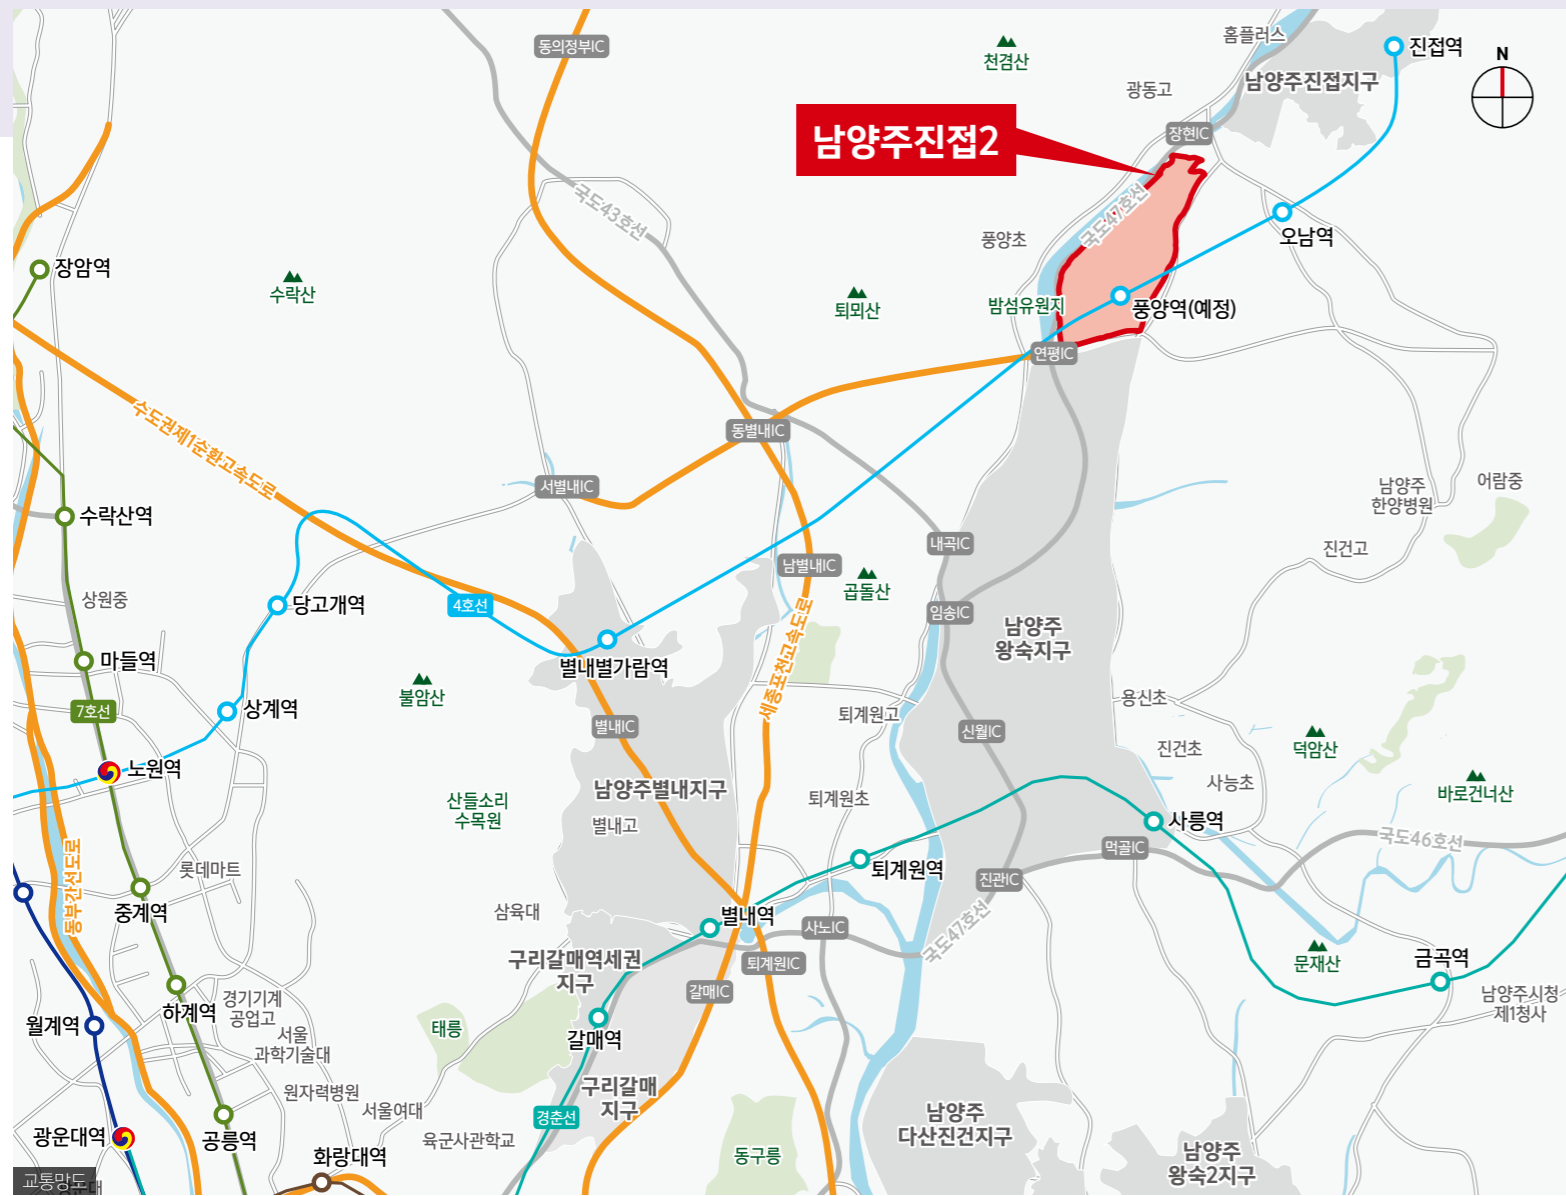 동의정부IC
천겸산
홈플러스
진접역
N
남양주진접지구
광동고
장현IC
남양주진접2
국도43호선
국도47호선
풍양초
오남역
장암역
수락산
퇴뫼산
밤섬유원지
풍양역(예정)
연평IC
수도권제1순환고속도로
동별내IC
서별내IC
남양주
한양병원
어람중
수락산역
내곡IC
진건고
남별내IC
곱돌산
상원중
당고개역
4호선
임송IC
남양주
왕숙지구
마들역
별내별가람역
세종포천고속도로
불암산
용신초
7호선
상계역
별내IC
퇴계원고
신월IC
진건초
덕암산
노원역
남양주별내지구
산들소리
수목원
별내고
퇴계원초
사능초
바로건너산
사릉역
국도46호선
먹골IC
동부간선도로
롯데마트
퇴계원역
진관IC
중계역
삼육대
별내역
사노IC
국도47호선
구리갈매역세권
지구
퇴계원IC
문재산
금곡역
갈매IC
하계역
경기기계
공업고
남양주시청
제1청사
월계역
서울
과학기술대
태릉
갈매역
원자력병원
구리갈매
지구
서울여대
경춘선
남양주
다산진건지구
광운대역
공릉역
육군사관학교
화랑대역
동구릉
남양주
왕숙2지구
교통망도